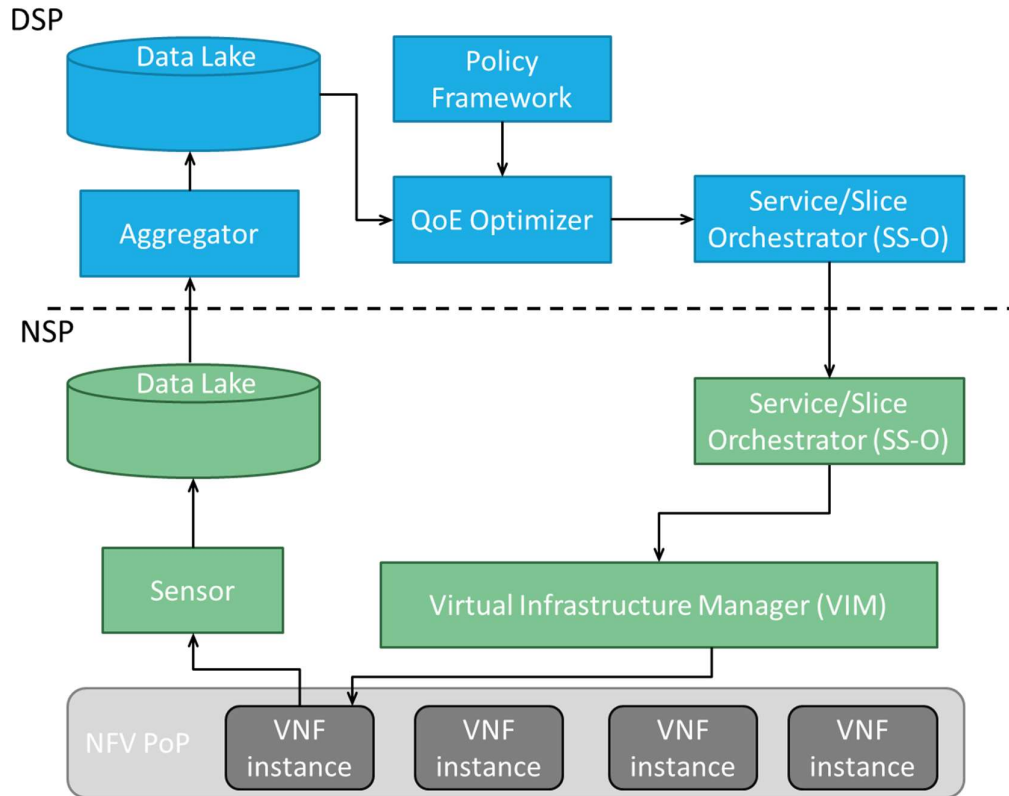 DSP
Data Lake
Policy
Framework
Aggregator
QoE Optimizer
Service/Slice
Orchestrator (SS-O)
NSP
Data Lake
Service/Slice
Orchestrator (SS-O)
Sensor
Virtual Infrastructure Manager (VIM)
NFV PoP
VNF
instance
VNF
instance
VNF
instance
VNF
instance